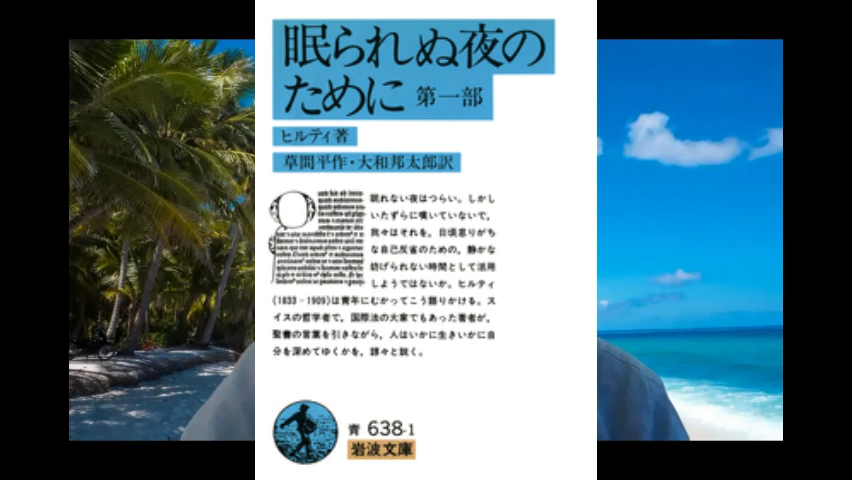 眠られぬ夜の
ために 第一部
ヒルティ著
草間平作・大和邦太郎訳
眠れない夜はつらい。しかし
いたずらに嘆いていないで、
我々はそれを、日頃怠りがち
な自己反省のための、静かな
妨げられない時間として活用
しようではないか。ヒルティ
(1833-1909)は青年にむかってこう語りかける。ス
イスの哲学者で、国際法の大家でもあった著者が、
聖書の言葉を引きながら、人はいかに生きいかに自
分を深めてゆくかを、諄々と説く。
青 638-1
岩波文庫